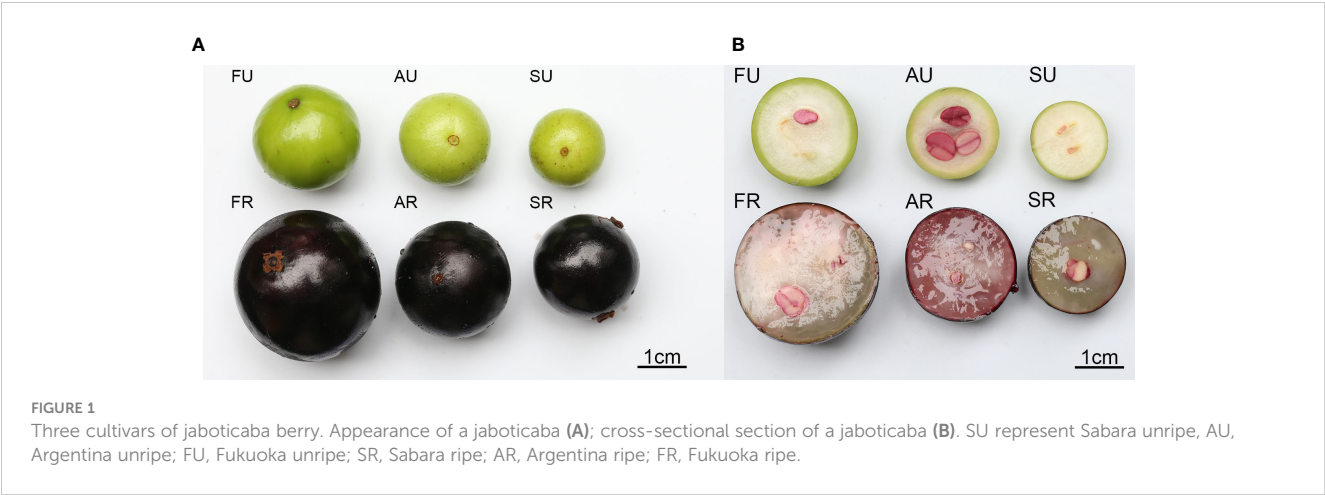 A
B
FU AU SU
FR AR SR
1cm
FU AU SU
FR AR SR
1cm
FIGURE 1
Three cultivars of jaboticaba berry. Appearance of a jaboticaba (A); cross-sectional section of a jaboticaba (B). SU represent Sabara unripe, AU,
Argentina unripe; FU, Fukuoka unripe; SR, Sabara ripe; AR, Argentina ripe; FR, Fukuoka ripe.